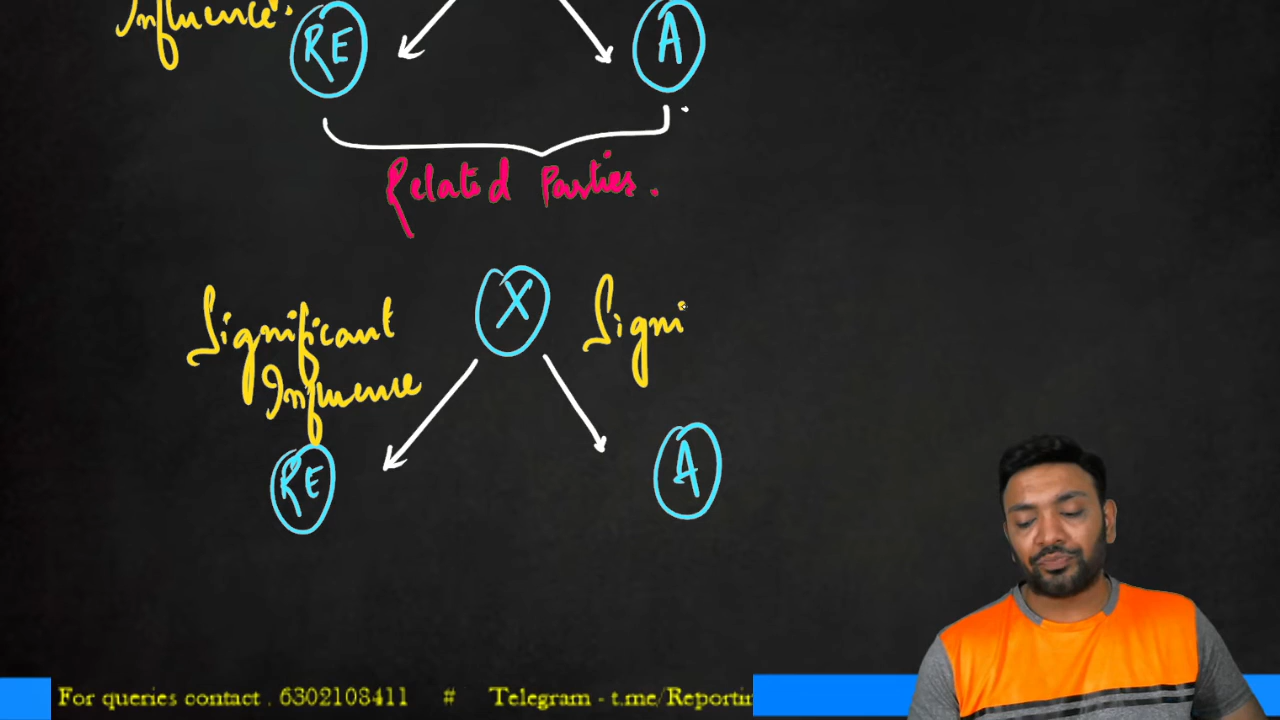 Influence.
RE A
Related Parties.
X
Significant Signi
Influence
RE A
For queries contact . 6302108411 # Telegram - t.me/Reportin